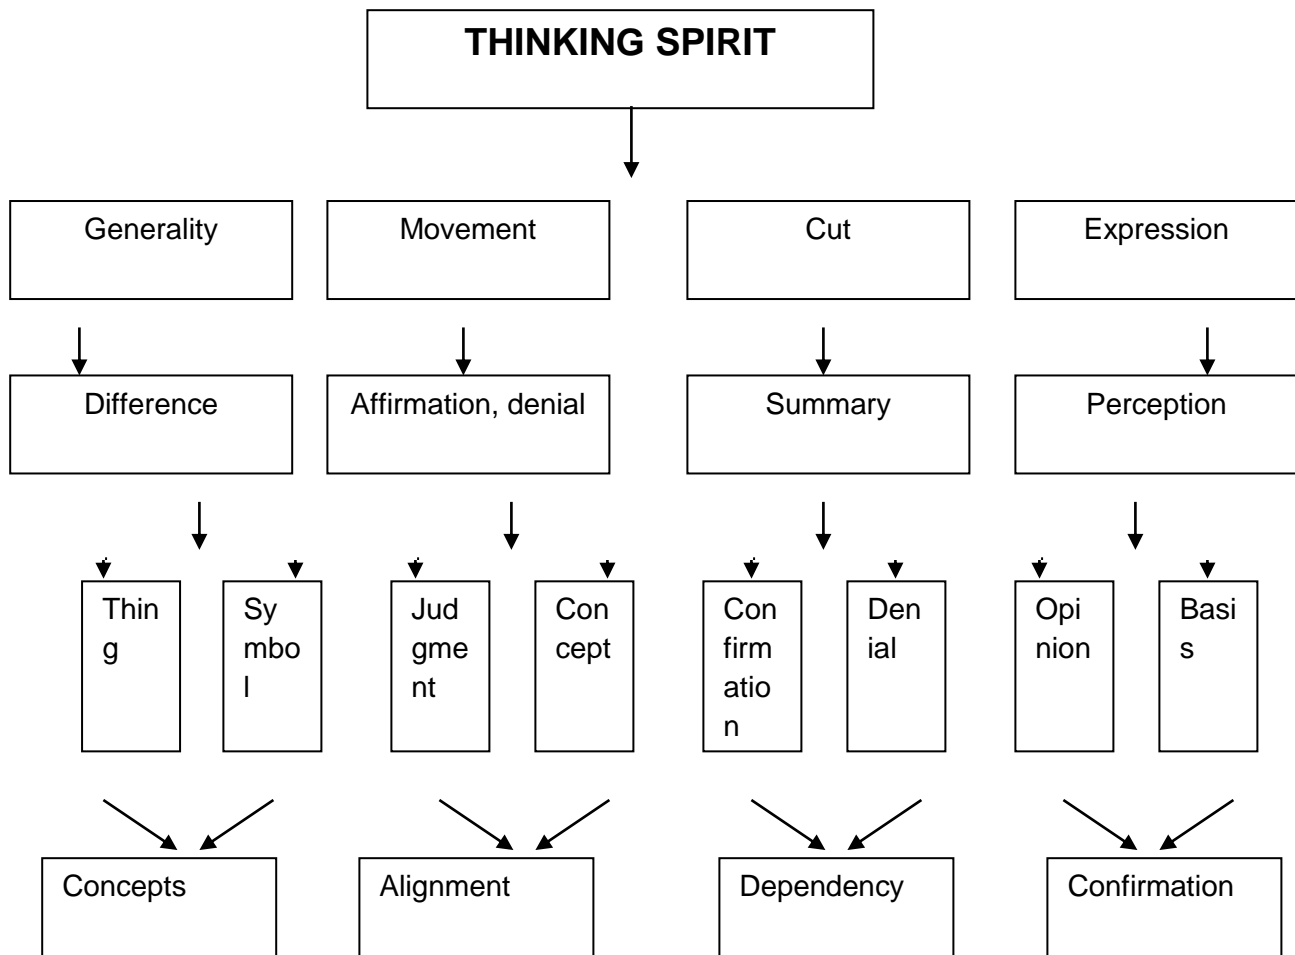 THINKING SPIRIT
Generality
Movement
Cut
Expression
Difference
Affirmation, denial
Summary
Perception
Thin
g
Sy
mbo
l
Jud
gme
nt
Con
cept
Con
firm
atio
n
Den
ial
Opi
nion
Basi
s
Concepts
Alignment
Dependency
Confirmation